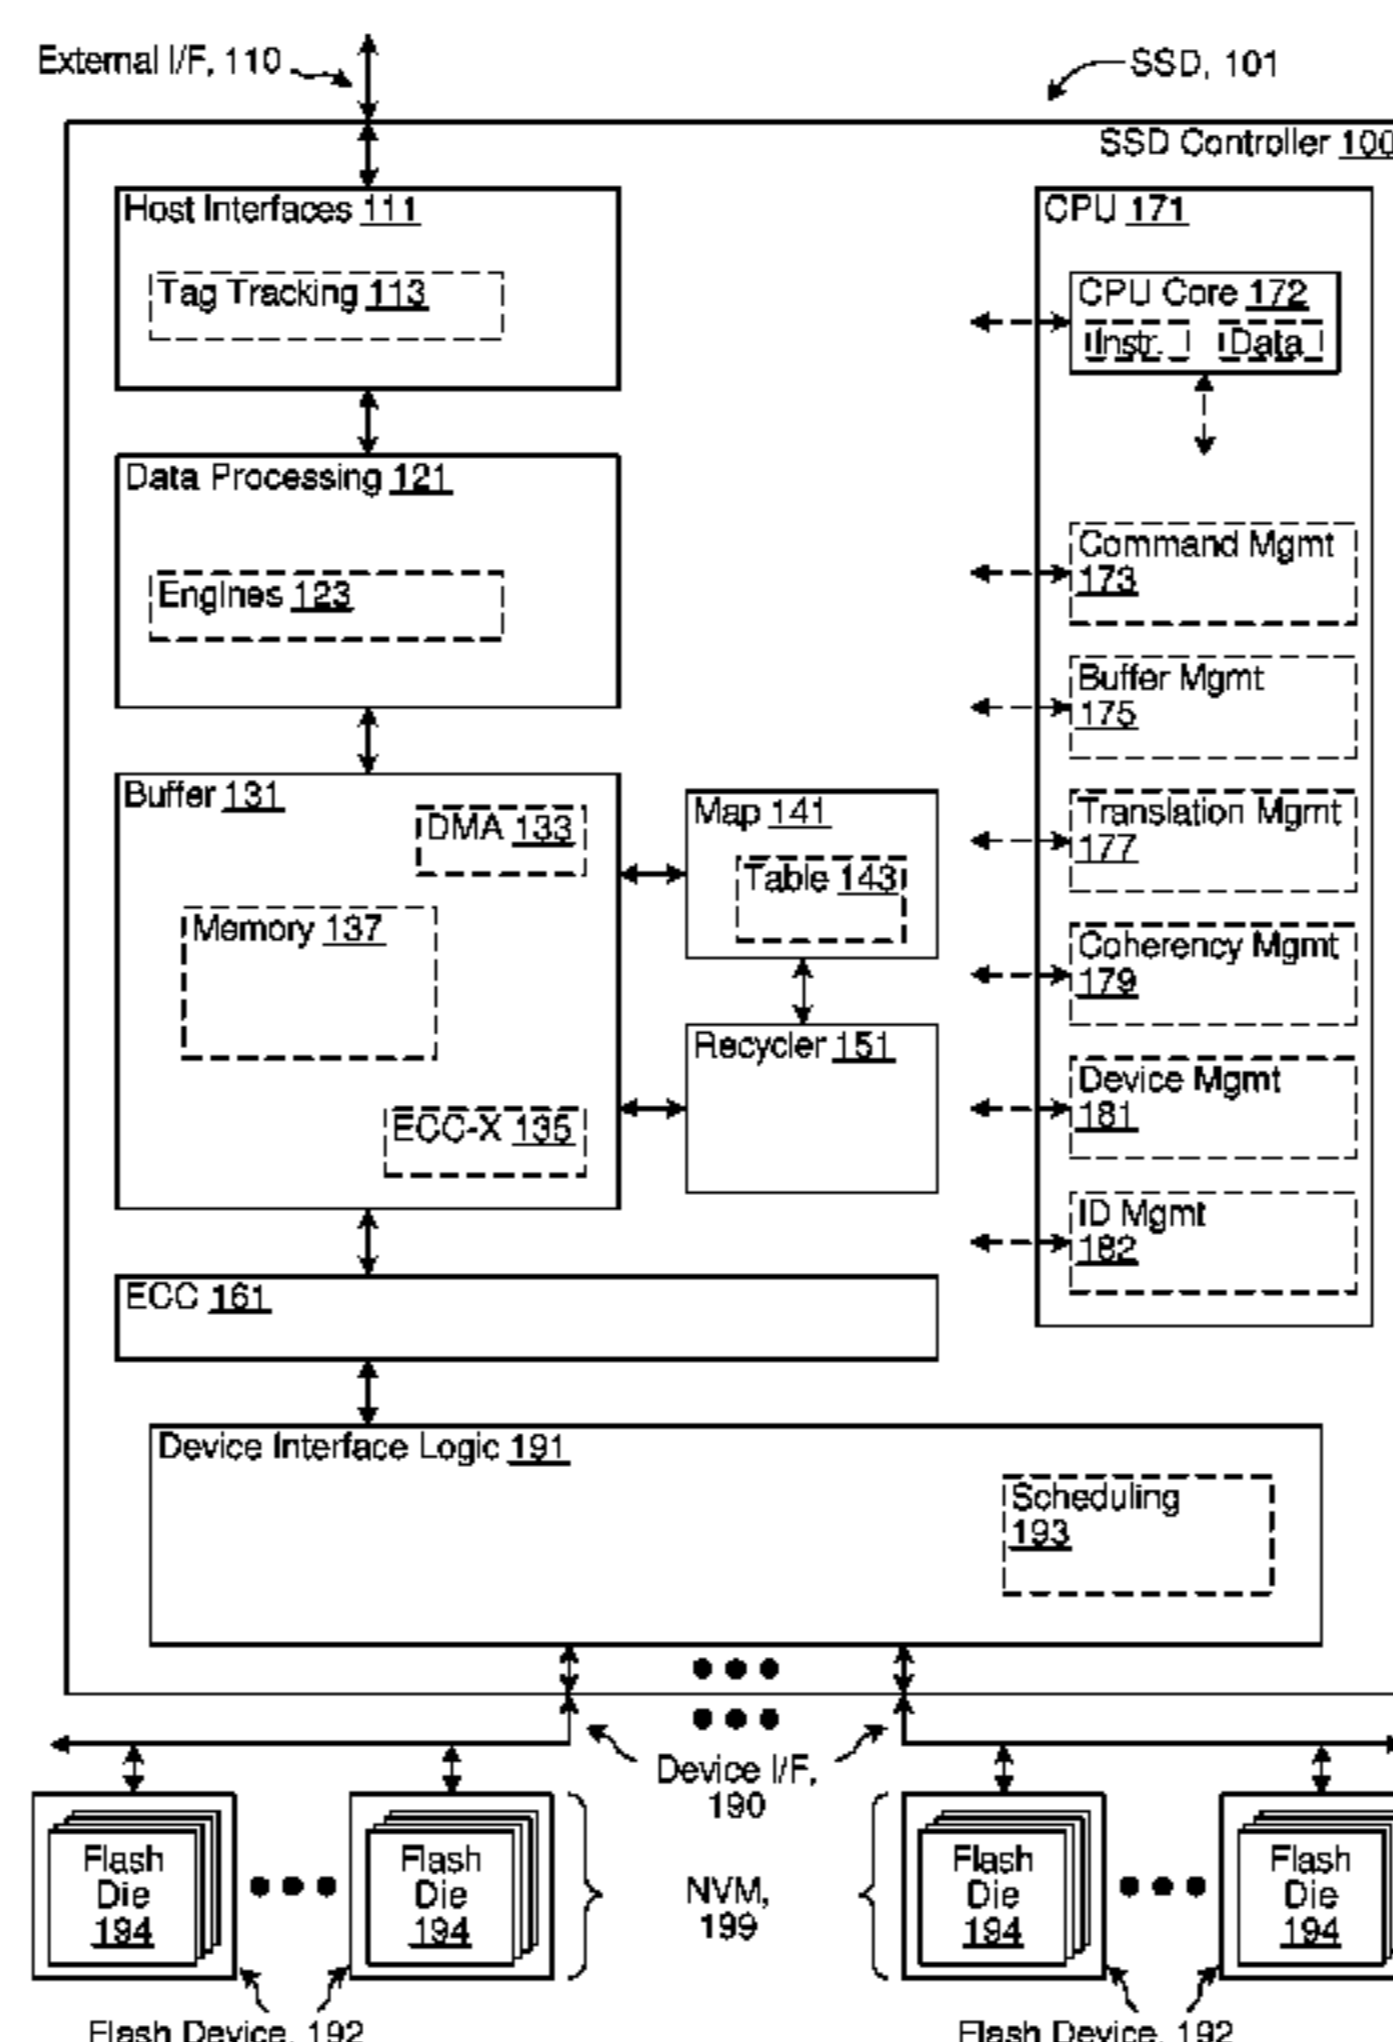 External I/F, 110
SSD, 101
SSD Controller 100
Host Interfaces 111
Tag Tracking 113
CPU 171
CPU Core 172
Instr.
Data
Data Processing 121
Engines 123
Command Mgmt
173
Buffer Mgmt
175
Buffer 131
DMA 133
Memory 137
ECC-X 135
Map 141
Table 143
Recycler 151
Translation Mgmt
177
Coherency Mgmt
179
Device Mgmt
181
ID Mgmt
182
ECC 161
Device Interface Logic 191
Scheduling
193
Device I/F,
190
Flash
Die
194
Flash
Die
194
NVM,
199
Flash
Die
194
Flash
Die
194
Flash Device, 192
Flash Device, 192